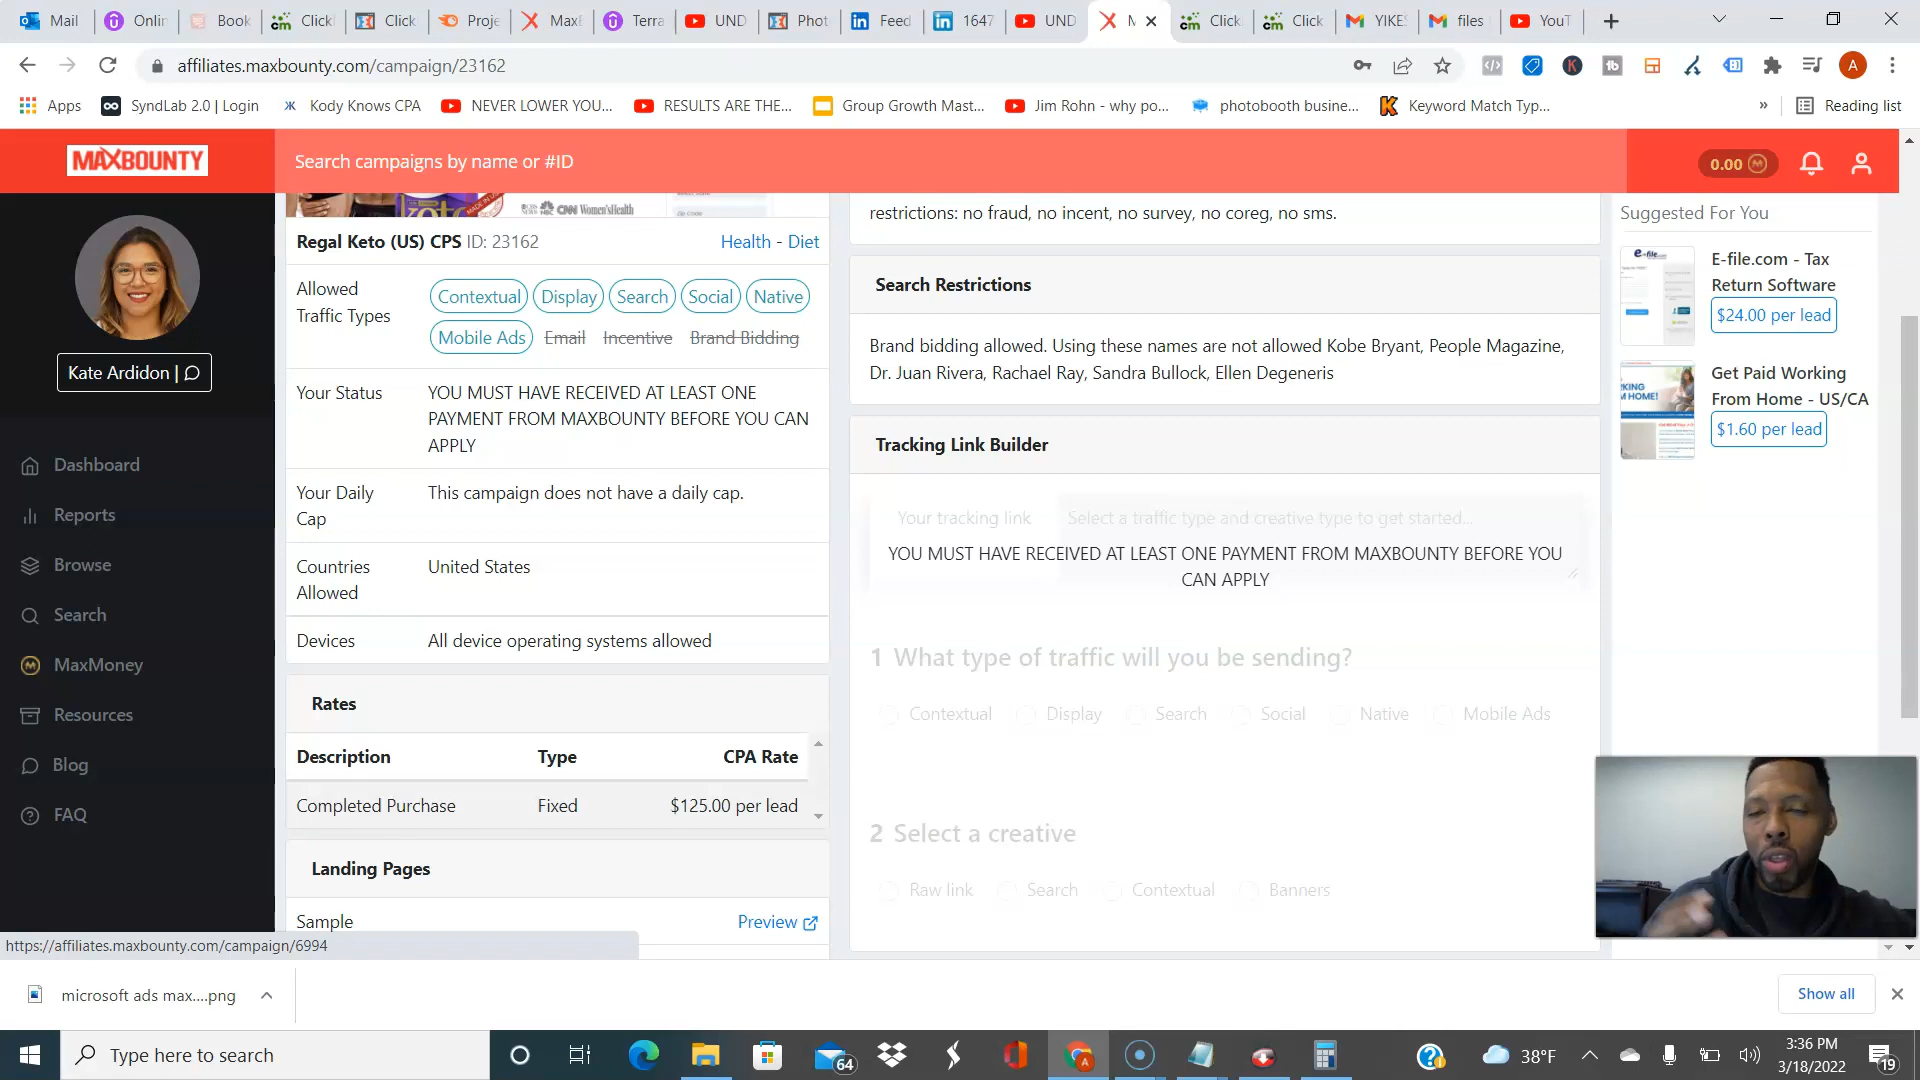 Mail
Onlin
Book
Click
Click
Proje
MaxB
Terra
UND
Phot
Feed
1647
UND
M
Click
Click
YIKES
files
YouT
affiliates.maxbounty.com/campaign/23162
A
Apps
SyndLab 2.0 | Login
Kody Knows CPA
NEVER LOWER YOU...
RESULTS ARE THE...
Group Growth Mast...
Jim Rohn - why po...
photobooth busine...
Keyword Match Typ...
»
Reading list
MAXBOUNTY
Search campaigns by name or #ID
0.00
Kate Ardidon |
Dashboard
Reports
Browse
Search
MaxMoney
Resources
Blog
FAQ
NBC CNN Women'sHealth
Regal Keto (US) CPS ID: 23162
Health - Diet
Allowed
Traffic Types
Contextual Display Search Social Native
Mobile Ads Email Incentive Brand Bidding
Your Status
YOU MUST HAVE RECEIVED AT LEAST ONE
PAYMENT FROM MAXBOUNTY BEFORE YOU CAN
APPLY
Your Daily
Cap
This campaign does not have a daily cap.
Countries
Allowed
United States
Devices
All device operating systems allowed
Rates
Description Type CPA Rate
Completed Purchase Fixed $125.00 per lead
Landing Pages
Sample
Preview
restrictions: no fraud, no incent, no survey, no coreg, no sms.
Search Restrictions
Brand bidding allowed. Using these names are not allowed Kobe Bryant, People Magazine,
Dr. Juan Rivera, Rachael Ray, Sandra Bullock, Ellen Degeneris
Tracking Link Builder
Your tracking link
Select a traffic type and creative type to get started...
YOU MUST HAVE RECEIVED AT LEAST ONE PAYMENT FROM MAXBOUNTY BEFORE YOU
CAN APPLY
1 What type of traffic will you be sending?
Contextual Display Search Social Native Mobile Ads
2 Select a creative
Raw link Search Contextual Banners
Suggested For You
E-file.com - Tax
Return Software
$24.00 per lead
Get Paid Working
From Home - US/CA
$1.60 per lead
https://affiliates.maxbounty.com/campaign/6994
microsoft ads max....png
Show all
Type here to search
64
38°F
3:36 PM
3/18/2022
19